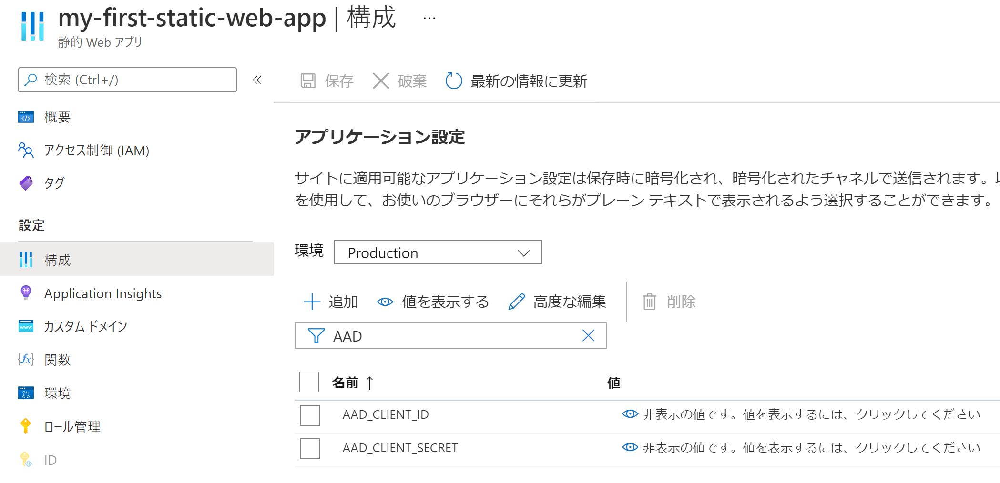 my-first-static-web-app | 構成 …
静的 Web アプリ
検索 (Ctrl+/)
«
保存
破棄
最新の情報に更新
概要
アクセス制御 (IAM)
タグ
設定
構成
Application Insights
カスタム ドメイン
関数
環境
ロール管理
ID
アプリケーション設定
サイトに適用可能なアプリケーション設定は保存時に暗号化され、暗号化されたチャネルで送信されます。
を使用して、お使いのブラウザーにそれらがプレーン テキストで表示されるよう選択することができます。
環境 Production
追加 値を表示する 高度な編集 削除
AAD
名前 ↑ 値
AAD_CLIENT_ID 非表示の値です。値を表示するには、クリックしてください
AAD_CLIENT_SECRET 非表示の値です。値を表示するには、クリックしてください